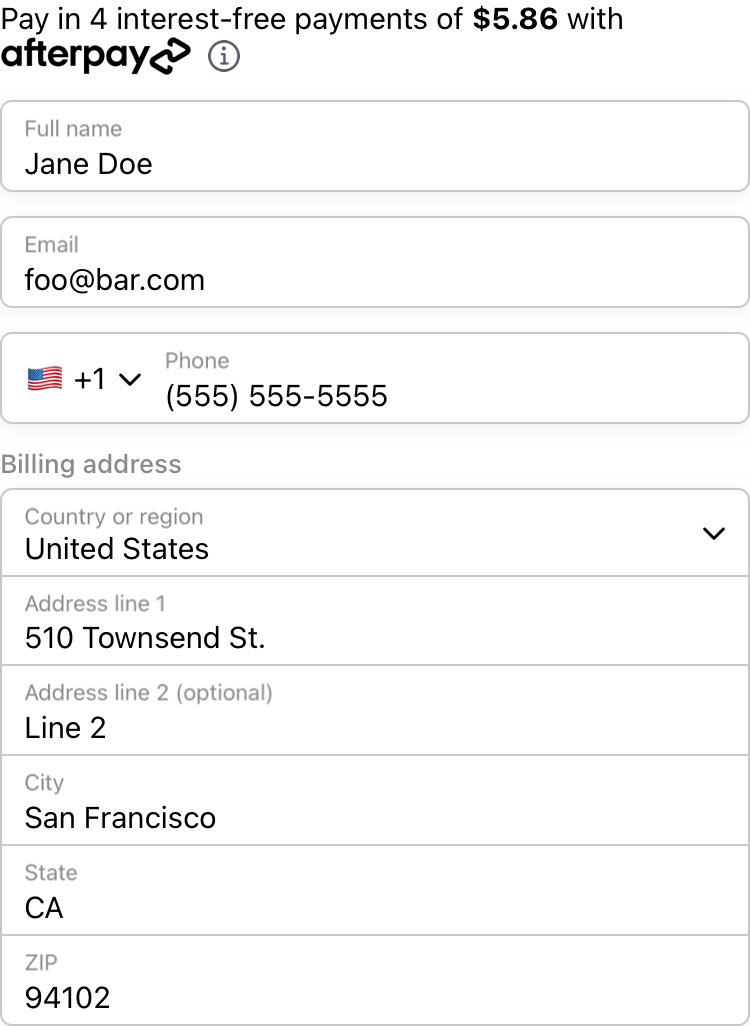 Pay in 4 interest-free payments of $5.86 with
afterpay
Full name
Jane Doe
Email
foo@bar.com
Phone
+1 (555) 555-5555
Billing address
Country or region
United States
Address line 1
510 Townsend St.
Address line 2 (optional)
Line 2
City
San Francisco
State
CA
ZIP
94102